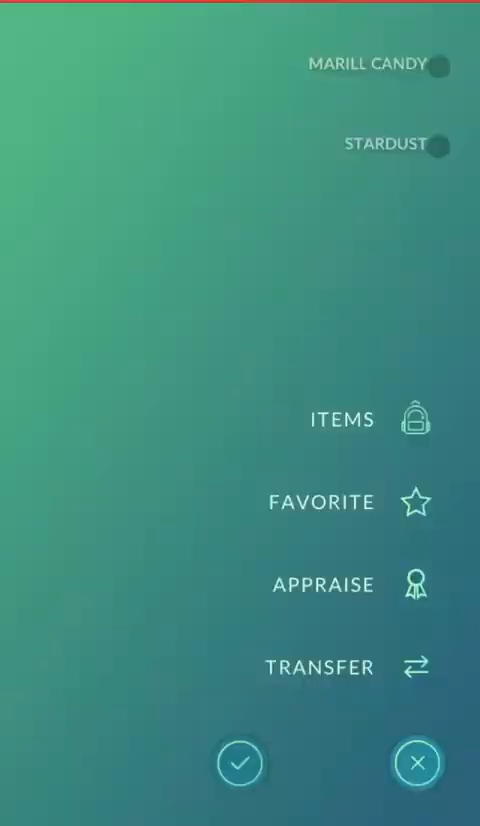 MARILL CANDY
STARDUST
ITEMS
FAVORITE
APPRAISE
TRANSFER